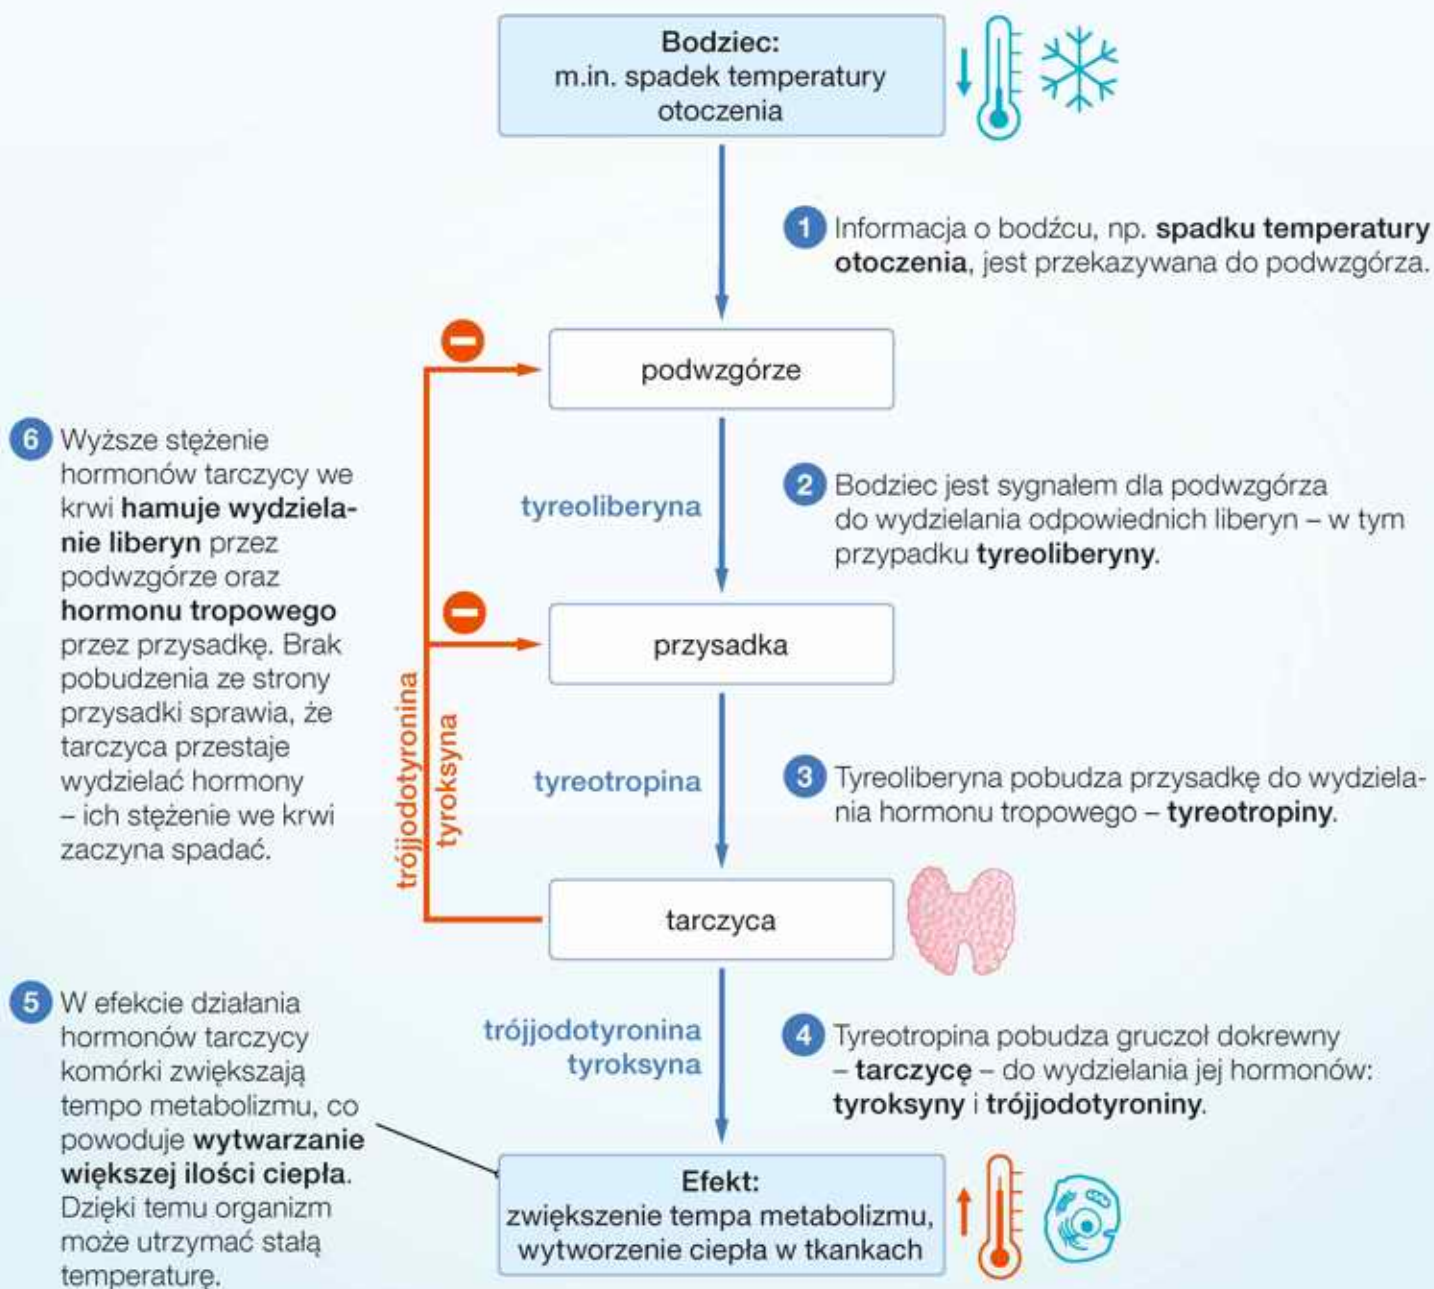 Bodziec:
m.in. spadek temperatury
otoczenia
1 Informacja o bodźcu, np. spadku temperatury
otoczenia, jest przekazywana do podwzgórza.
podwzgórze
tyreoliberyna
2 Bodziec jest sygnałem dla podwzgórza
do wydzielania odpowiednich liberyn – w tym
przypadku tyreoliberyny.
przysadka
tyreotropina
3 Tyreoliberyna pobudza przysadkę do wydziela-
nia hormonu tropowego – tyreotropiny.
tarczyca
trójjodotyronina
tyroksyna
4 Tyreotropina pobudza gruczoł dokrewny
– tarczycę – do wydzielania jej hormonów:
tyroksyny i trójjodotyroniny.
Efekt:
zwiększenie tempa metabolizmu,
wytworzenie ciepła w tkankach
5 W efekcie działania
hormonów tarczycy
komórki zwiększają
tempo metabolizmu, co
powoduje wytwarzanie
większej ilości ciepła.
Dzięki temu organizm
może utrzymać stałą
temperaturę.
6 Wyższe stężenie
hormonów tarczycy we
krwi hamuje wydziela-
nie liberyn przez
podwzgórze oraz
hormonu tropowego
przez przysadkę. Brak
pobudzenia ze strony
przysadki sprawia, że
tarczyca przestaje
wydzielać hormony
– ich stężenie we krwi
zaczyna spadać.
trójjodotyronina
tyroksyna